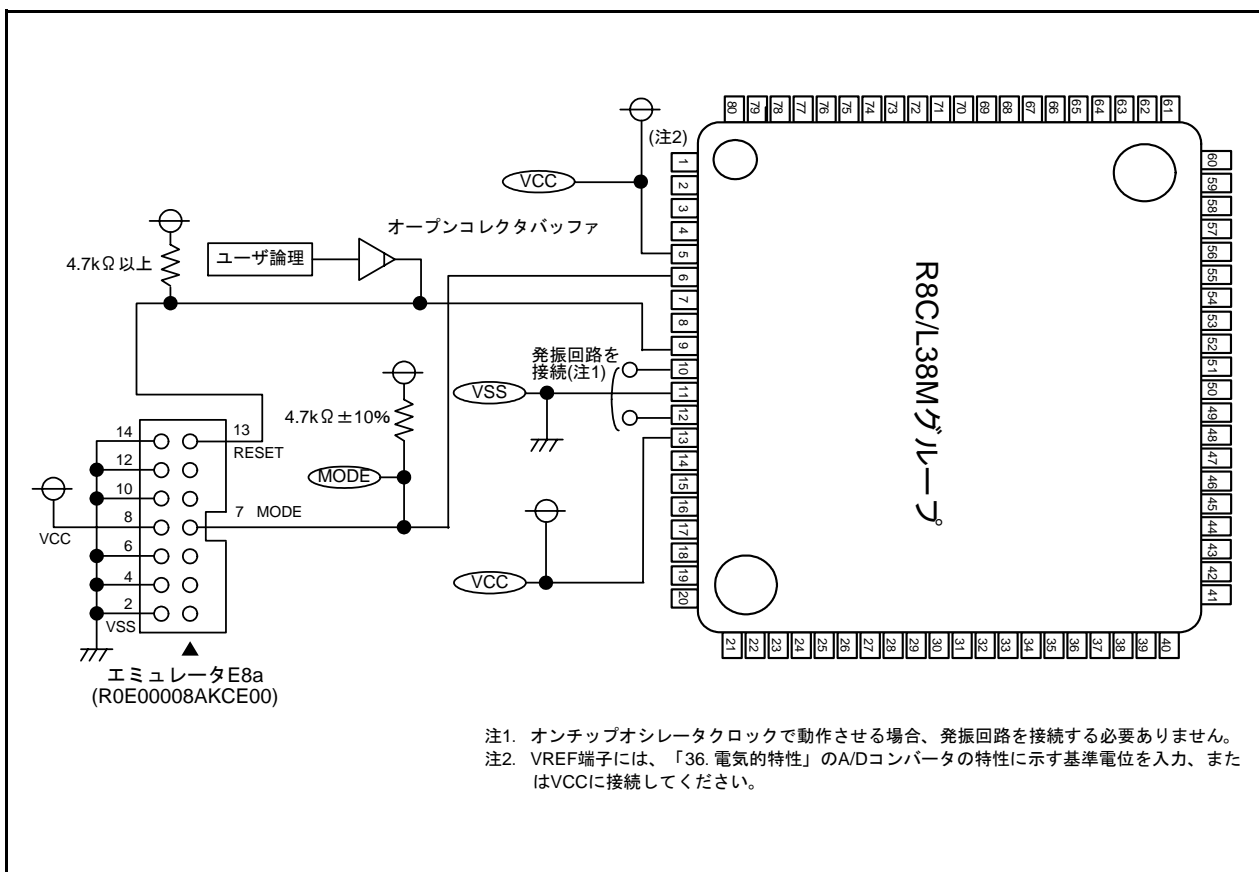 80 79 78 77 76 75 74 73 72 71 70 69 68 67 66 65 64 63 62 61
(注2)
VCC
オープンコレクタバッファ
ユーザ論理
4.7kΩ以上
1
2
3
4
5
6
7
8
9
10
11
12
13
14
15
16
17
18
19
20
R8C/L38Mグループ
60
59
58
57
56
55
54
53
52
51
50
49
48
47
46
45
44
43
42
41
発振回路を
接続(注1)
VSS
4.7kΩ±10%
MODE
14
13
RESET
12
10
8
7 MODE
VCC
6
4
2
VSS
VCC
21 22 23 24 25 26 27 28 29 30 31 32 33 34 35 36 37 38 39 40
エミュレータE8a
(R0E00008AKCE00)
注1. オンチップオシレータクロックで動作させる場合、発振回路を接続する必要ありません。
注2. VREF端子には、「36. 電気的特性」のA/Dコンバータの特性に示す基準電位を入力、また
はVCCに接続してください。